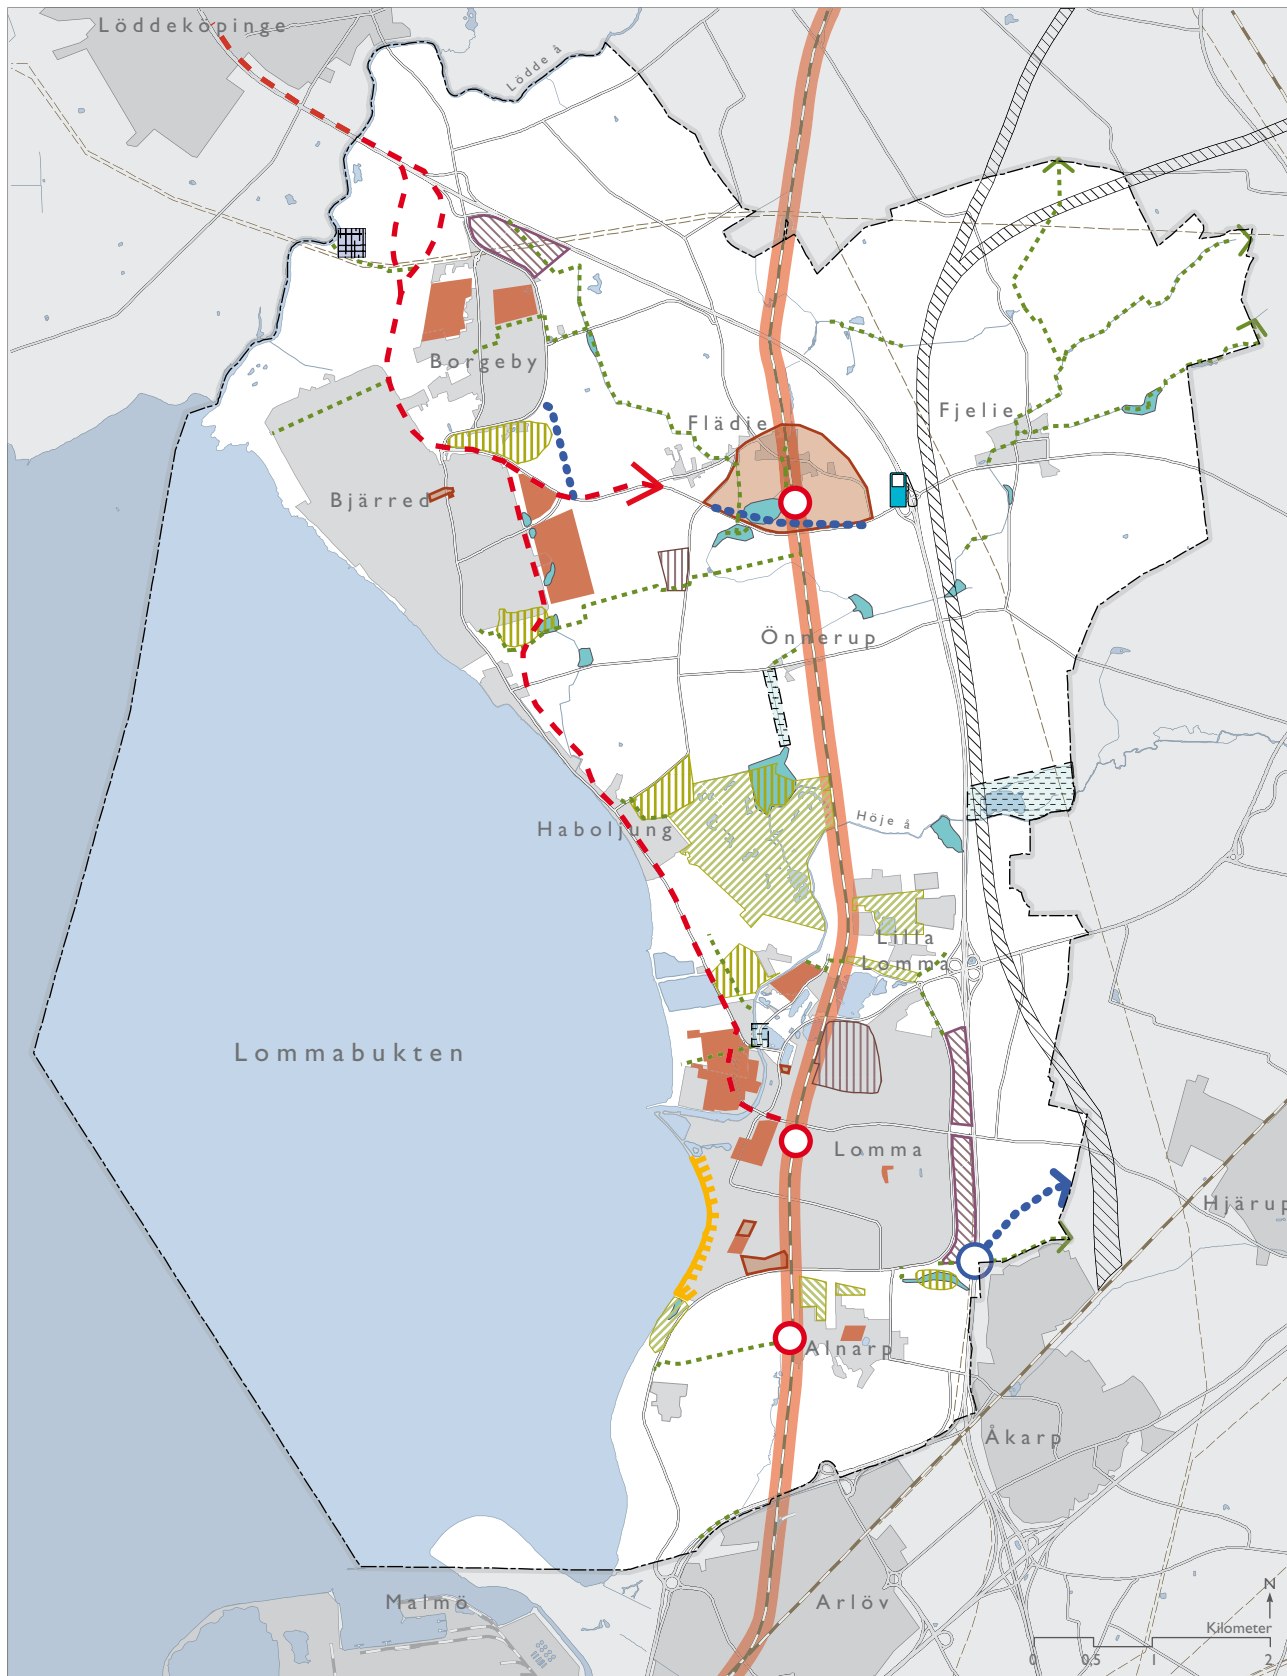 Löddeköpinge
Lödde å
Borgeby
Flädie
Fjelie
Bjärred
Önnerup
Höje å
Haboljung
Lilla
Lomma
Lommabukten
Lomma
Hjärup
Alnarp
Åkarp
Malmö
Arlöv
N
Kilometer
0 0,5 1 2